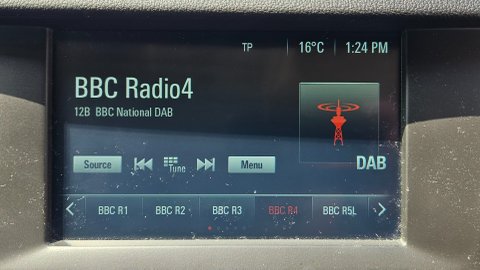 TP 16°C 1:24 PM
BBC Radio4
12B BBC National DAB
DAB
Source Tune Menu
BBC R1 BBC R2 BBC R3 BBC R4 BBC R5L